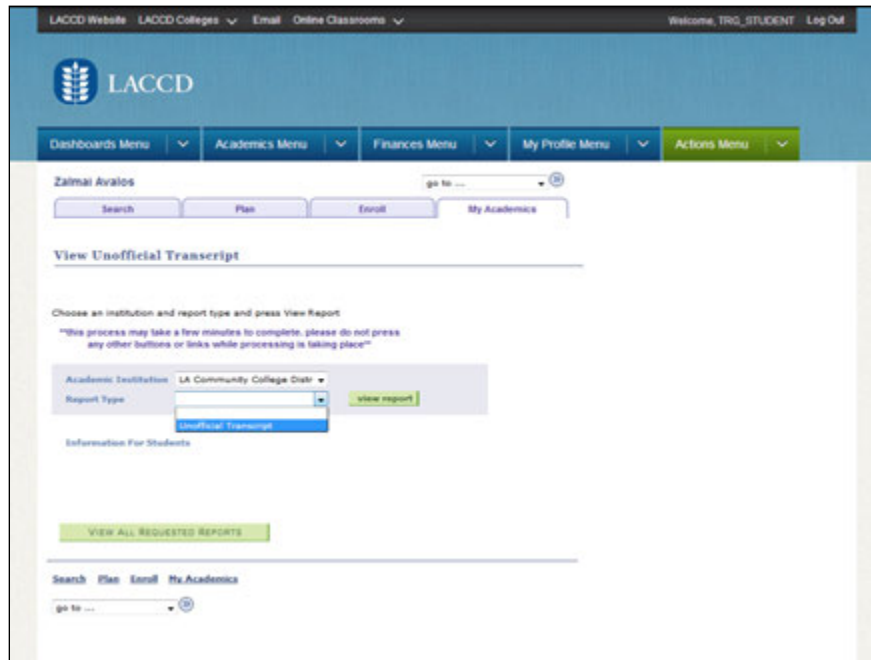 LACCD Website LACCD Colleges Email Online Classrooms Welcome, TRG_STUDENT Log Out
LACCD
Dashboards Menu Academics Menu Finances Menu My Profile Menu Actions Menu
Zalmai Avalos go to ...
Search Plan Enroll My Academics
View Unofficial Transcript
Choose an institution and report type and press View Report
**this process may take a few minutes to complete. please do not press
any other buttons or links while processing is taking place**
Academic Institution LA Community College Distr
Report Type view report
Unofficial Transcript
Information For Students
VIEW ALL REQUESTED REPORTS
Search Plan Enroll My Academics
go to ...